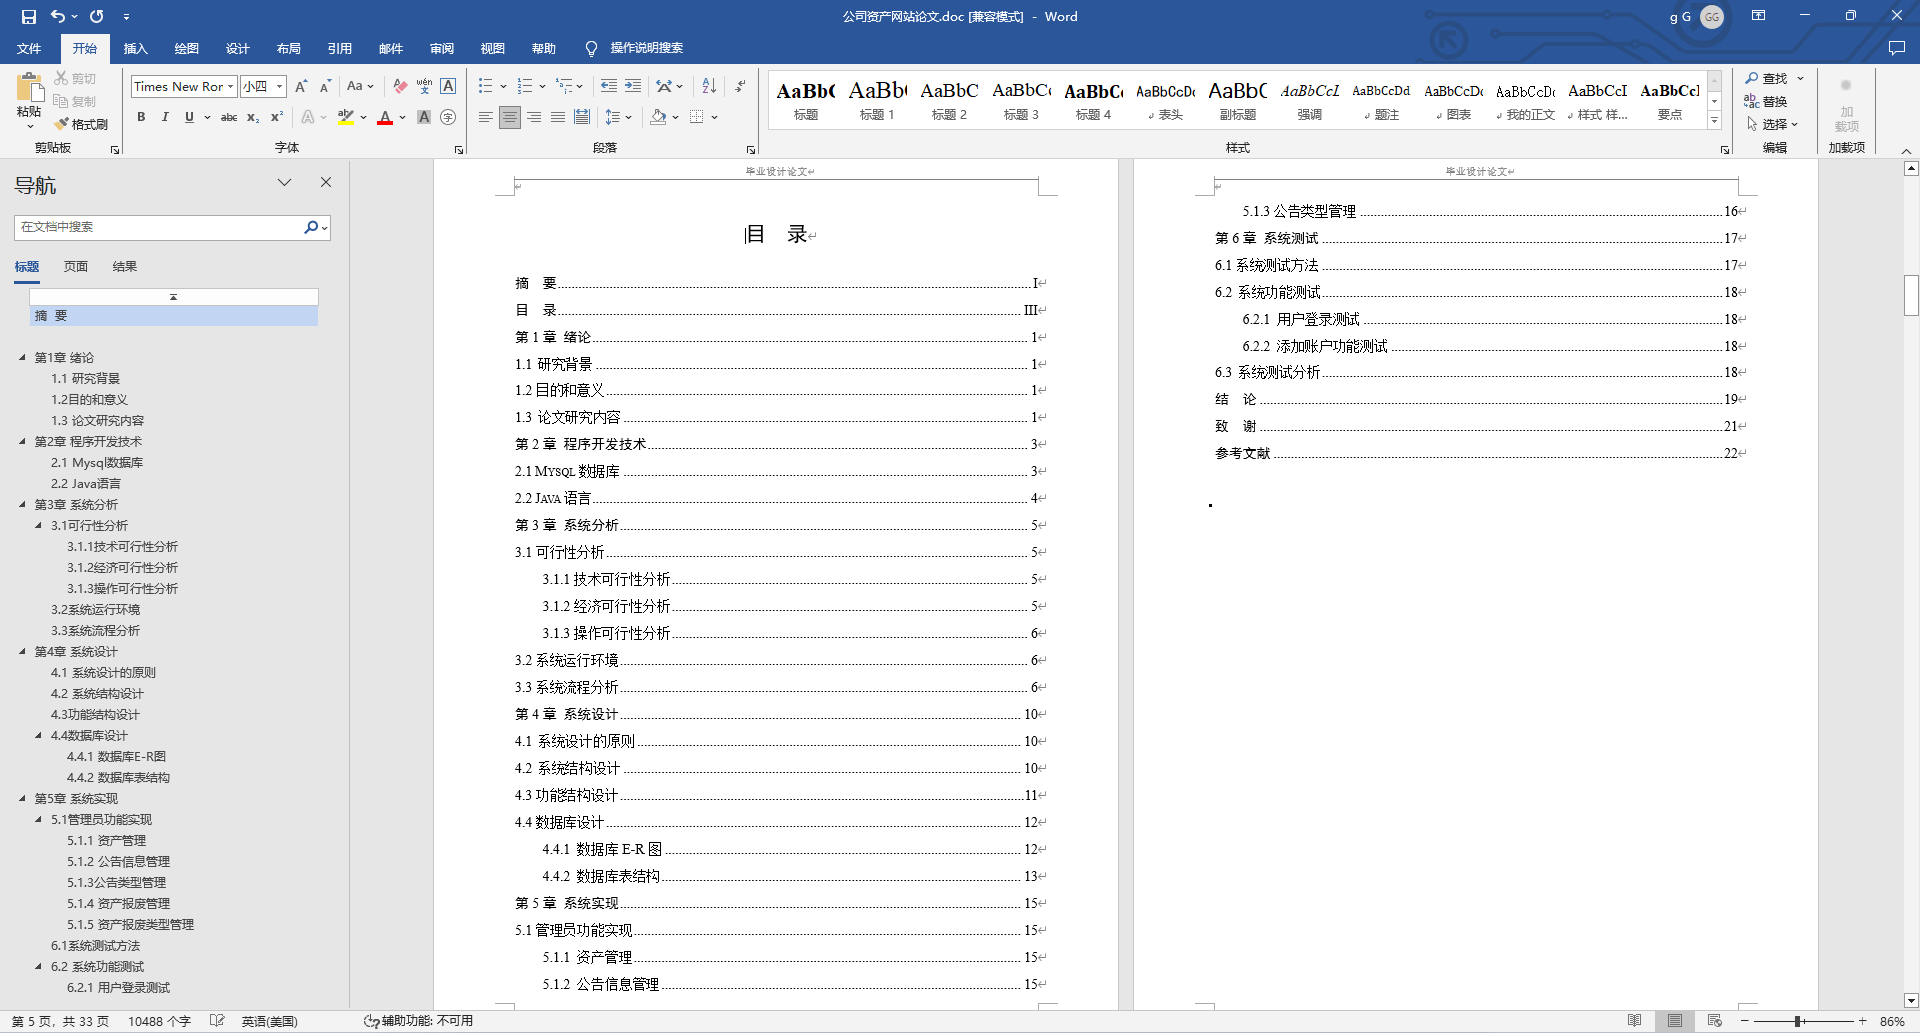 公司资产网站论文.doc [兼容模式] - Word
g G
GG
文件 开始 插入 绘图 设计 布局 引用 邮件 审阅 视图 帮助 操作说明搜索
粘贴
剪切
复制
格式刷
剪贴板
Times New Ror 小四
字体
段落
AaBb( 标题
AaBb( 标题 1
AaBbC 标题 2
AaBbC 标题 3
AaBbC 标题 4
AaBbCcDc 表头
AaBbC 副标题
AaBbCcL 强调
AaBbCcDd 题注
AaBbCcDc 图表
AaBbCcDc 我的正文
AaBbCcI 样式 样...
AaBbCcI 要点
样式
查找
替换
选择
编辑
加载项
加载项
导航
在文档中搜索
标题 页面 结果
摘 要
第1章 绪论
1.1 研究背景
1.2目的和意义
1.3 论文研究内容
第2章 程序开发技术
2.1 Mysql数据库
2.2 Java语言
第3章 系统分析
3.1可行性分析
3.1.1技术可行性分析
3.1.2经济可行性分析
3.1.3操作可行性分析
3.2系统运行环境
3.3系统流程分析
第4章 系统设计
4.1 系统设计的原则
4.2 系统结构设计
4.3功能结构设计
4.4数据库设计
4.4.1 数据库E-R图
4.4.2 数据库表结构
第5章 系统实现
5.1管理员功能实现
5.1.1 资产管理
5.1.2 公告信息管理
5.1.3公告类型管理
5.1.4 资产报废管理
5.1.5 资产报废类型管理
6.1系统测试方法
6.2 系统功能测试
6.2.1 用户登录测试
毕业设计论文
目 录
摘 要 I
目 录 III
第 1 章 绪论 1
1.1 研究背景 1
1.2 目的和意义 1
1.3 论文研究内容 1
第 2 章 程序开发技术 3
2.1 MYSQL 数据库 3
2.2 JAVA 语言 4
第 3 章 系统分析 5
3.1 可行性分析 5
3.1.1 技术可行性分析 5
3.1.2 经济可行性分析 5
3.1.3 操作可行性分析 6
3.2 系统运行环境 6
3.3 系统流程分析 6
第 4 章 系统设计 10
4.1 系统设计的原则 10
4.2 系统结构设计 10
4.3 功能结构设计 11
4.4 数据库设计 12
4.4.1 数据库 E-R 图 12
4.4.2 数据库表结构 13
第 5 章 系统实现 15
5.1 管理员功能实现 15
5.1.1 资产管理 15
5.1.2 公告信息管理 15
毕业设计论文
5.1.3 公告类型管理 16
第 6 章 系统测试 17
6.1 系统测试方法 17
6.2 系统功能测试 18
6.2.1 用户登录测试 18
6.2.2 添加账户功能测试 18
6.3 系统测试分析 18
结 论 19
致 谢 21
参考文献 22
第 5 页，共 33 页 10488 个字 英语(美国) 辅助功能: 不可用 86%